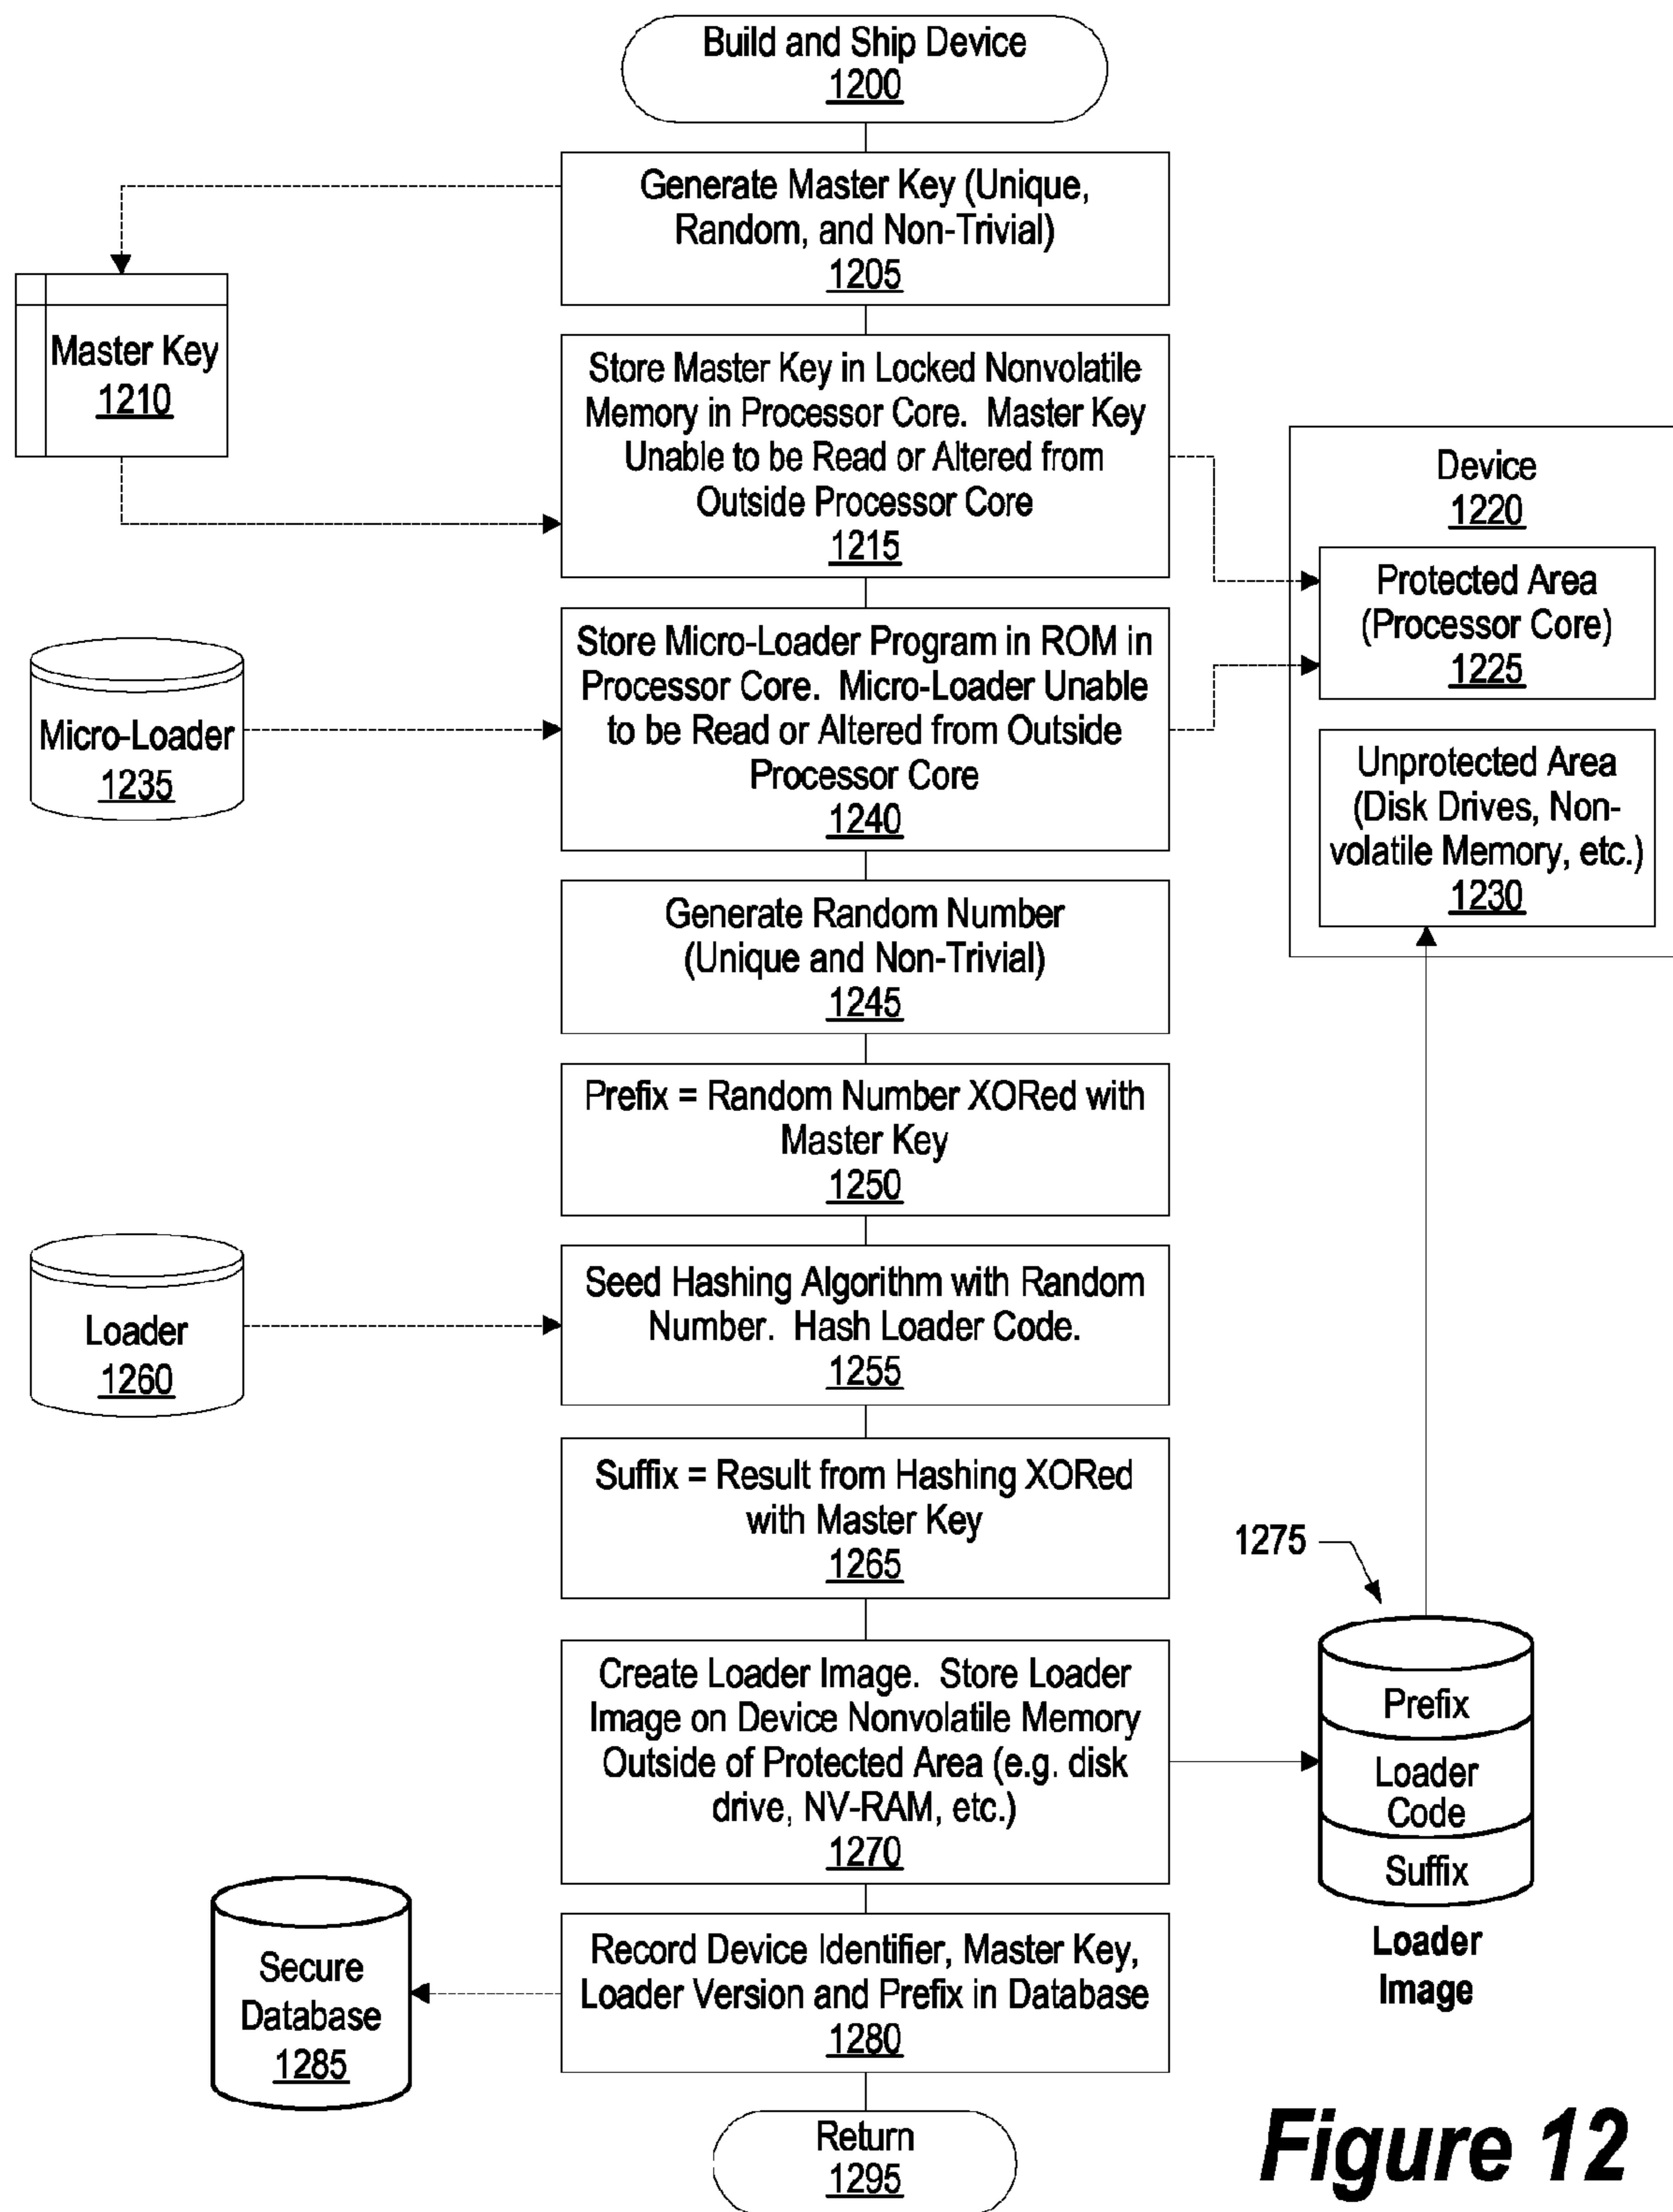 Build and Ship Device
1200
Generate Master Key (Unique,
Random, and Non-Trivial)
1205
Master Key
1210
Store Master Key in Locked Nonvolatile
Memory in Processor Core. Master Key
Unable to be Read or Altered from
Outside Processor Core
1215
Device
1220
Protected Area
(Processor Core)
1225
Unprotected Area
(Disk Drives, Non-
volatile Memory, etc.)
1230
Micro-Loader
1235
Store Micro-Loader Program in ROM in
Processor Core. Micro-Loader Unable
to be Read or Altered from Outside
Processor Core
1240
Generate Random Number
(Unique and Non-Trivial)
1245
Prefix = Random Number XORed with
Master Key
1250
Loader
1260
Seed Hashing Algorithm with Random
Number. Hash Loader Code.
1255
Suffix = Result from Hashing XORed
with Master Key
1265
1275
Create Loader Image. Store Loader
Image on Device Nonvolatile Memory
Outside of Protected Area (e.g. disk
drive, NV-RAM, etc.)
1270
Prefix
Loader
Code
Suffix
Loader
Image
Secure
Database
1285
Record Device Identifier, Master Key,
Loader Version and Prefix in Database
1280
Return
1295
Figure 12